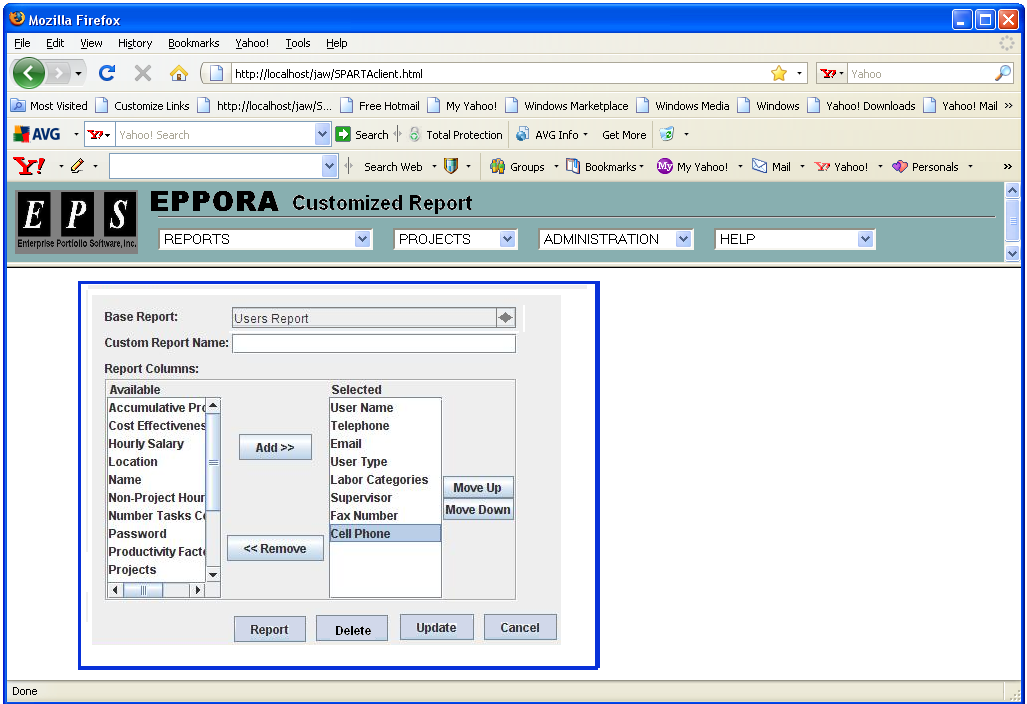 Mozilla Firefox
File Edit View History Bookmarks Yahoo! Tools Help
http://localhost/jaw/SPARTAclient.html Yahoo
Most Visited Customize Links http://localhost/jaw/S... Free Hotmail My Yahoo! Windows Marketplace Windows Media Windows Yahoo! Downloads Yahoo! Mail »
AVG Y? Yahoo! Search Search Total Protection AVG Info Get More
Y! Search Web Groups Bookmarks My My Yahoo! Mail Y? Yahoo! Personals »
EPS EPPORA Customized Report
Enterprise Portfolio Software, Inc.
REPORTS PROJECTS ADMINISTRATION HELP
Base Report: Users Report
Custom Report Name:
Report Columns:
Available Selected
Accumulative Pro User Name
Cost Effectivenes Telephone
Hourly Salary Email
Location User Type
Name Labor Categories
Non-Project Hour Supervisor
Number Tasks Co Fax Number
Password Cell Phone
Productivity Facto
Projects
Add >>
<< Remove
Move Up
Move Down
Report Delete Update Cancel
Done